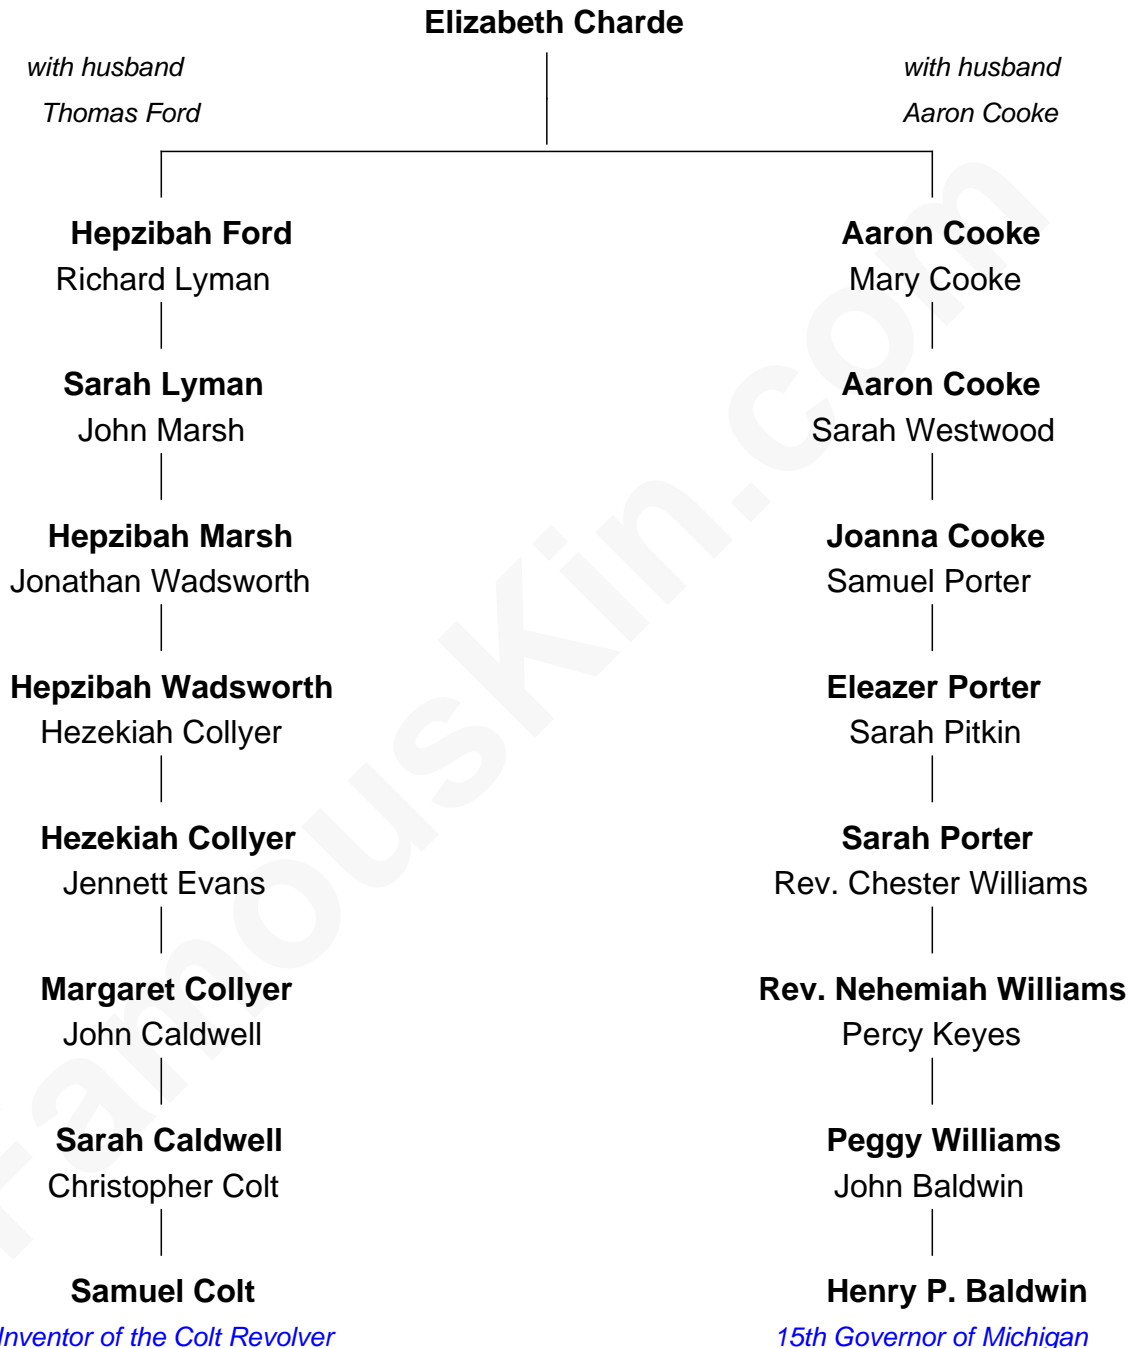 Elizabeth Charde
with husband
Thomas Ford
with husband
Aaron Cooke
Hepzibah Ford
Richard Lyman
Aaron Cooke
Mary Cooke
Sarah Lyman
John Marsh
Aaron Cooke
Sarah Westwood
Hepzibah Marsh
Jonathan Wadsworth
Joanna Cooke
Samuel Porter
Hepzibah Wadsworth
Hezekiah Collyer
Eleazer Porter
Sarah Pitkin
Hezekiah Collyer
Jennett Evans
Sarah Porter
Rev. Chester Williams
Margaret Collyer
John Caldwell
Rev. Nehemiah Williams
Percy Keyes
Sarah Caldwell
Christopher Colt
Peggy Williams
John Baldwin
Samuel Colt
Inventor of the Colt Revolver
Henry P. Baldwin
15th Governor of Michigan
FamousKin.com